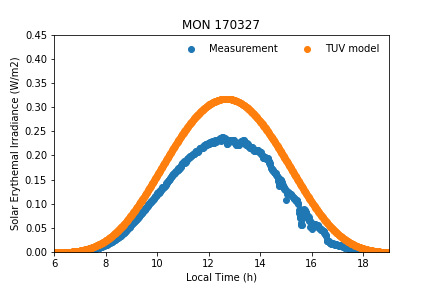 MON 170327
Measurement
TUV model
Solar Erythemal Irradiance (W/m2)
0.45
0.40
0.35
0.30
0.25
0.20
0.15
0.10
0.05
0.00
6 8 10 12 14 16 18
Local Time (h)